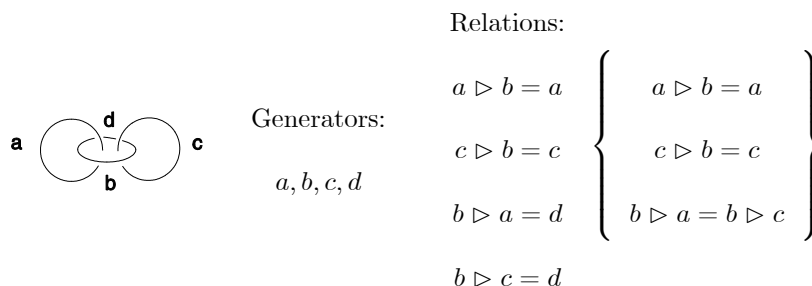 Relations:
a ▷ b = a
a ▷ b = a
d
Generators:
a
c
c ▷ b = c
c ▷ b = c
b
a, b, c, d
b ▷ a = d
b ▷ a = b ▷ c
b ▷ c = d